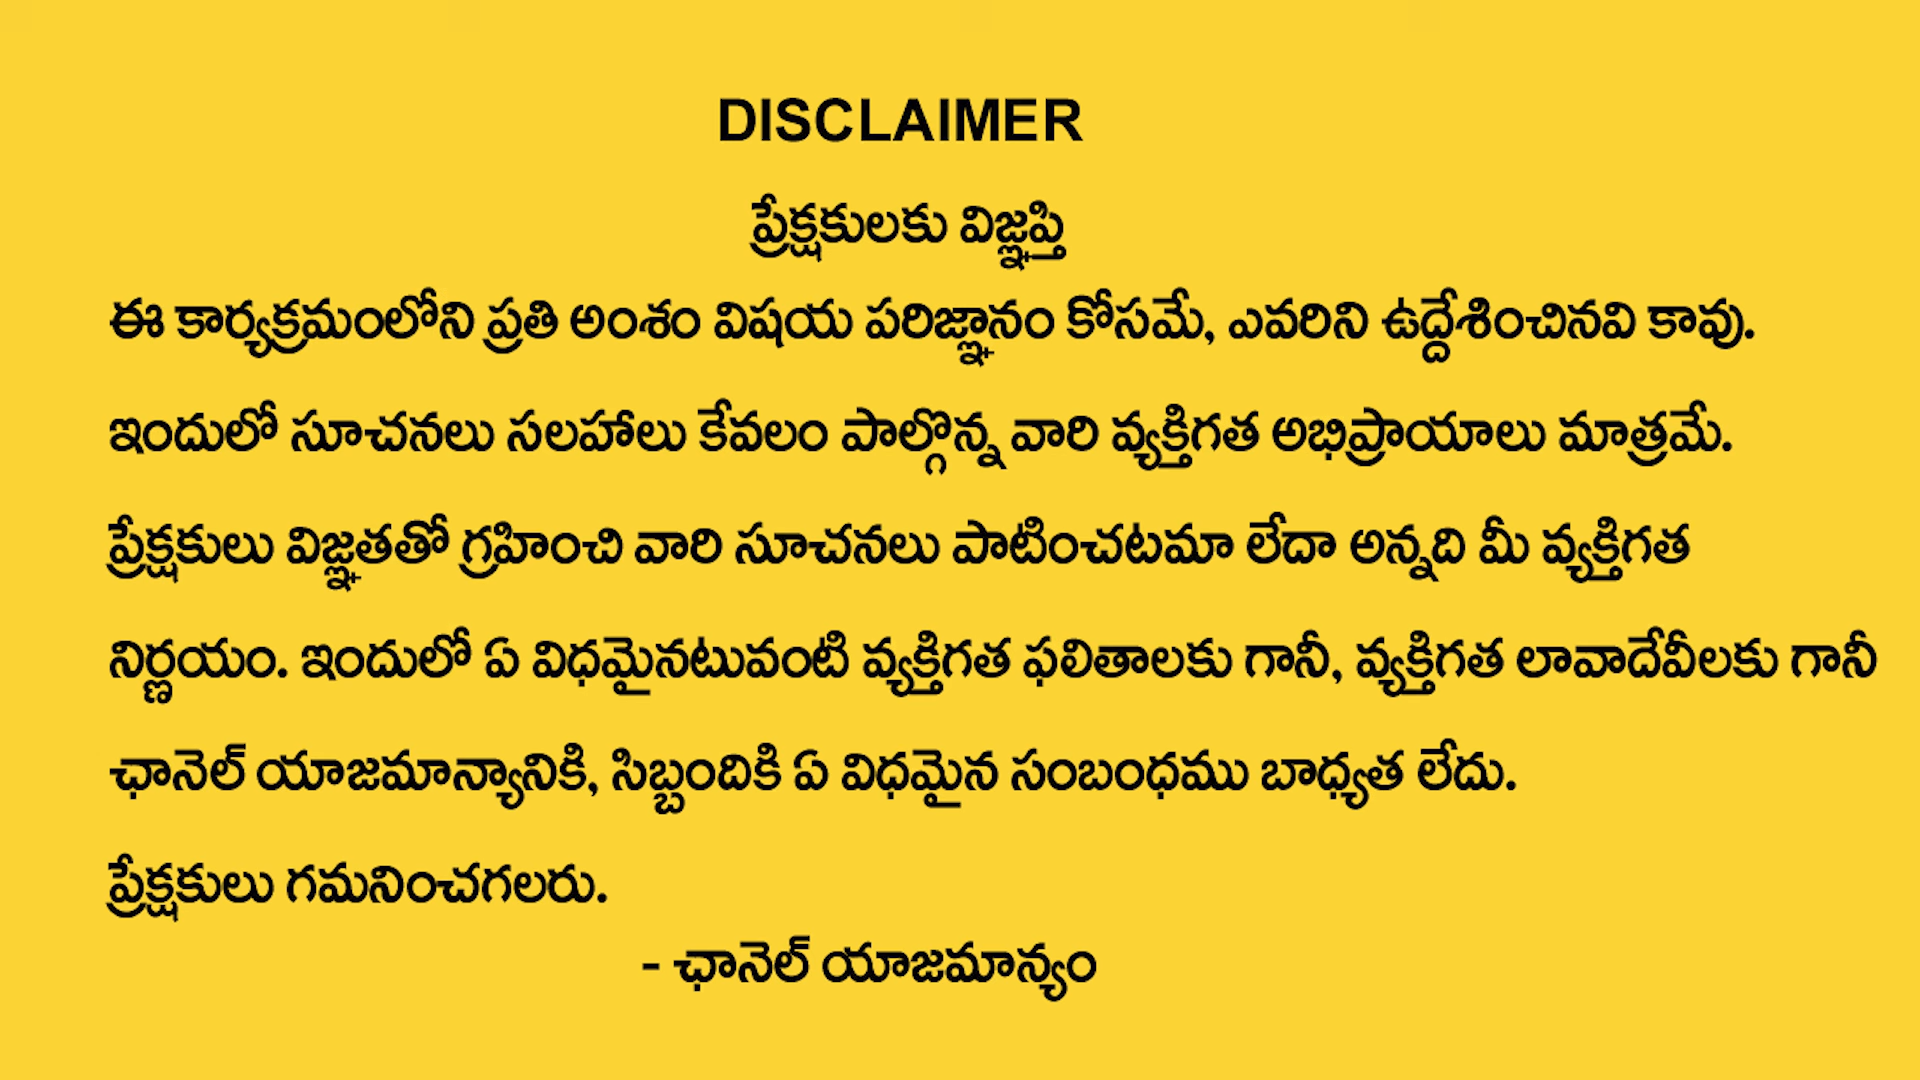 DISCLAIMER
ప్రేక్షకులకు విజ్ఞప్తి
ఈ కార్యక్రమంలోని ప్రతి అంశం విషయ పరిజ్ఞానం కోసమే, ఎవరిని ఉద్దేశించినవి కావు.
ఇందులో సూచనలు సలహాలు కేవలం పాల్గొన్న వారి వ్యక్తిగత అభిప్రాయాలు మాత్రమే.
ప్రేక్షకులు విజ్ఞతతో గ్రహించి వారి సూచనలు పాటించటమా లేదా అన్నది మీ వ్యక్తిగత
నిర్ణయం. ఇందులో ఏ విధమైనటువంటి వ్యక్తిగత ఫలితాలకు గానీ, వ్యక్తిగత లావాదేవీలకు గానీ
ఛానెల్ యాజమాన్యానికి, సిబ్బందికి ఏ విధమైన సంబంధము బాధ్యత లేదు.
ప్రేక్షకులు గమనించగలరు.
- ఛానెల్ యాజమాన్యం